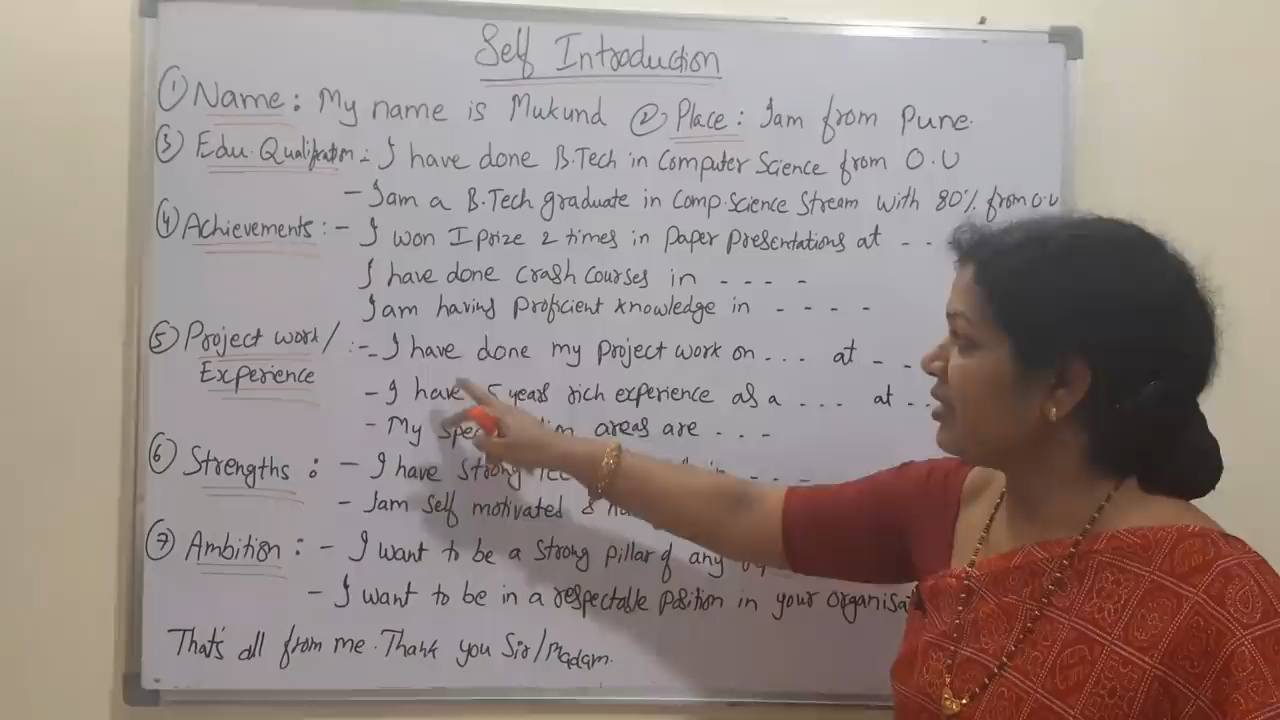 Self Introduction
① Name: My name is Mukund ② Place: I am from Pune.
③ Edu. Qualification:- I have done B.Tech in Computer Science from O.U
- I am a B.Tech graduate in Comp.Science Stream with 80% from O.U
④ Achievements:- I won I prize 2 times in paper presentations at - -
I have done crash courses in - - - -
I am having proficient knowledge in - - - -
⑤ Project work/ :-- I have done my project work on ... at - -
Experience
- I have 5 years rich experience as a ... at ..
- My areas are ...
⑥ Strengths : - I have strong in - - -
- I am self motivated &
⑦ Ambition : - I want to be a strong pillar of any
- I want to be in a respectable position in your
That's all from me. Thank you Sir/Madam.